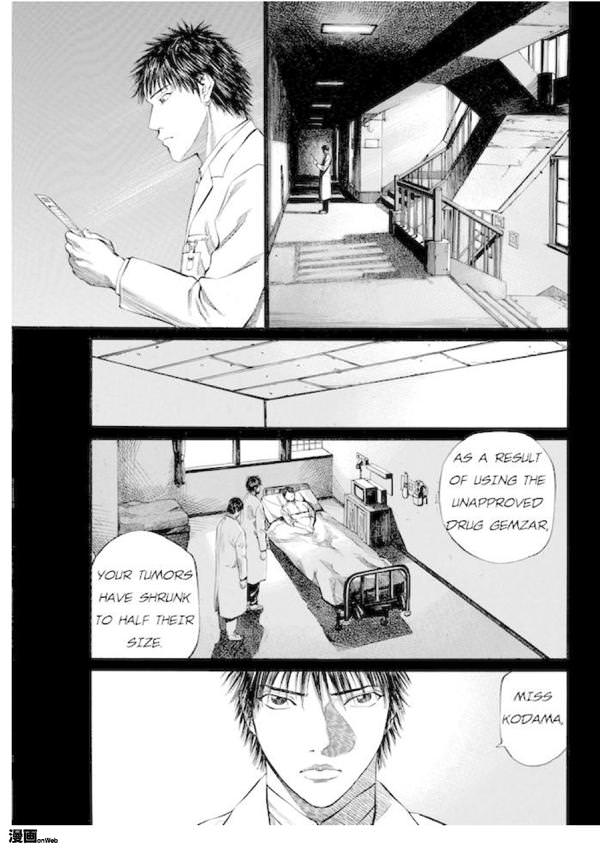 AS A RESULT
OF USING THE
UNAPPROVED
DRUG GEMZAR,
YOUR TUMORS
HAVE SHRUNK
TO HALF THEIR
SIZE.
MISS
KODAMA,
漫画onWeb